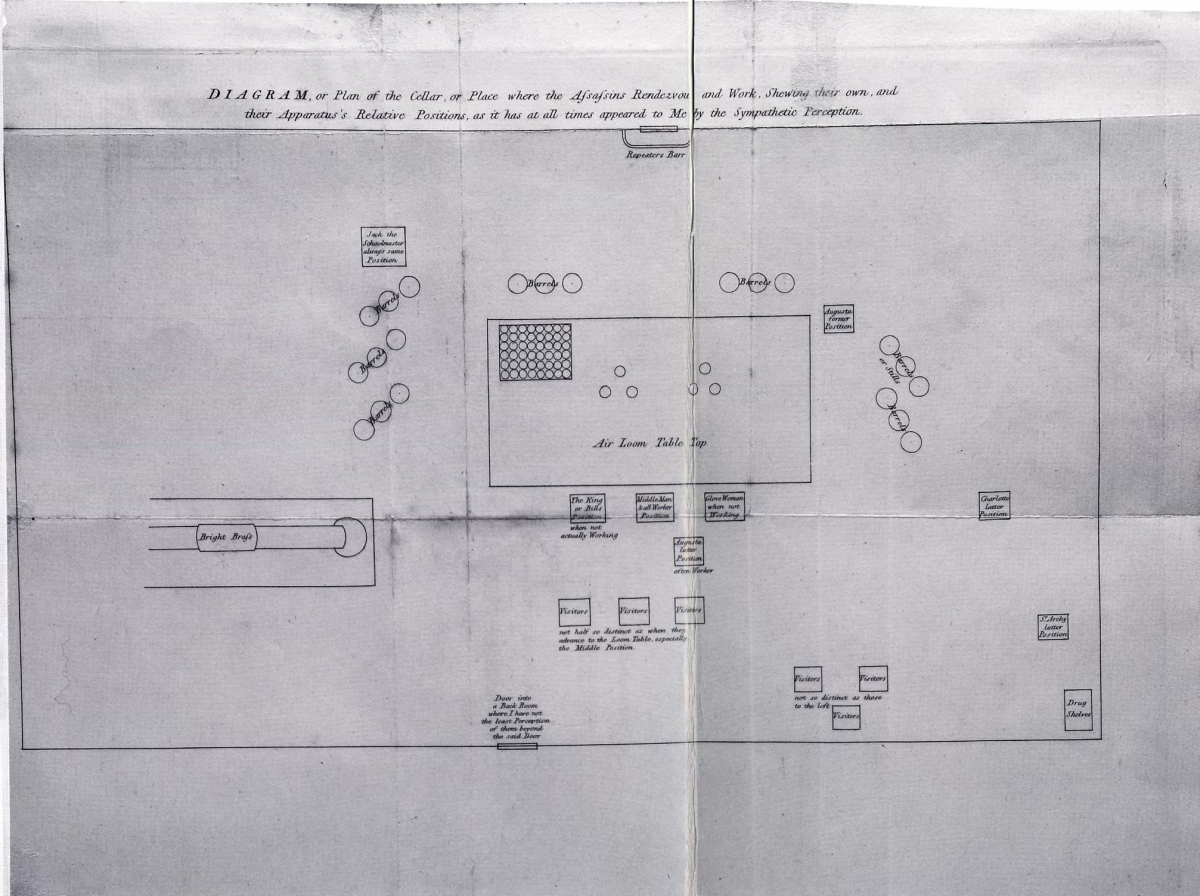 DIAGRAM, or Plan of the Cellar, or Place where the Aſsaſsins Rendezvou and Work, Shewing their own, and
their Apparatus's Relative Positions, as it has at all times appeared to Me by the Sympathetic Perception.
Repeaters Barr
Jack the
Schoolmaster
always same
Position
Barrels
Barrels
Barrels
Barrels
Barrels
Augusta
former
Position
Barrels
or Stills
Barrels
Air Loom Table Top
The King
or Bills
Position
when not
actually Working
Middle Man
& all Worker
Position
Glove Woman
when not
Working
Charlotte
latter
Position
Bright Braſs
Augusta
latter
Position
often Worker
Visitors
Visitors
Visitors
not half so distinct as when they
advance to the Loom Table, especially
the Middle Position.
Sr. Archy
latter
Position
Visitors
Visitors
not so distinct as those
to the left
Visitors
Drug
Shelves
Door into
a Back Room
where I have not
the least Perception
of them beyond
the said Door